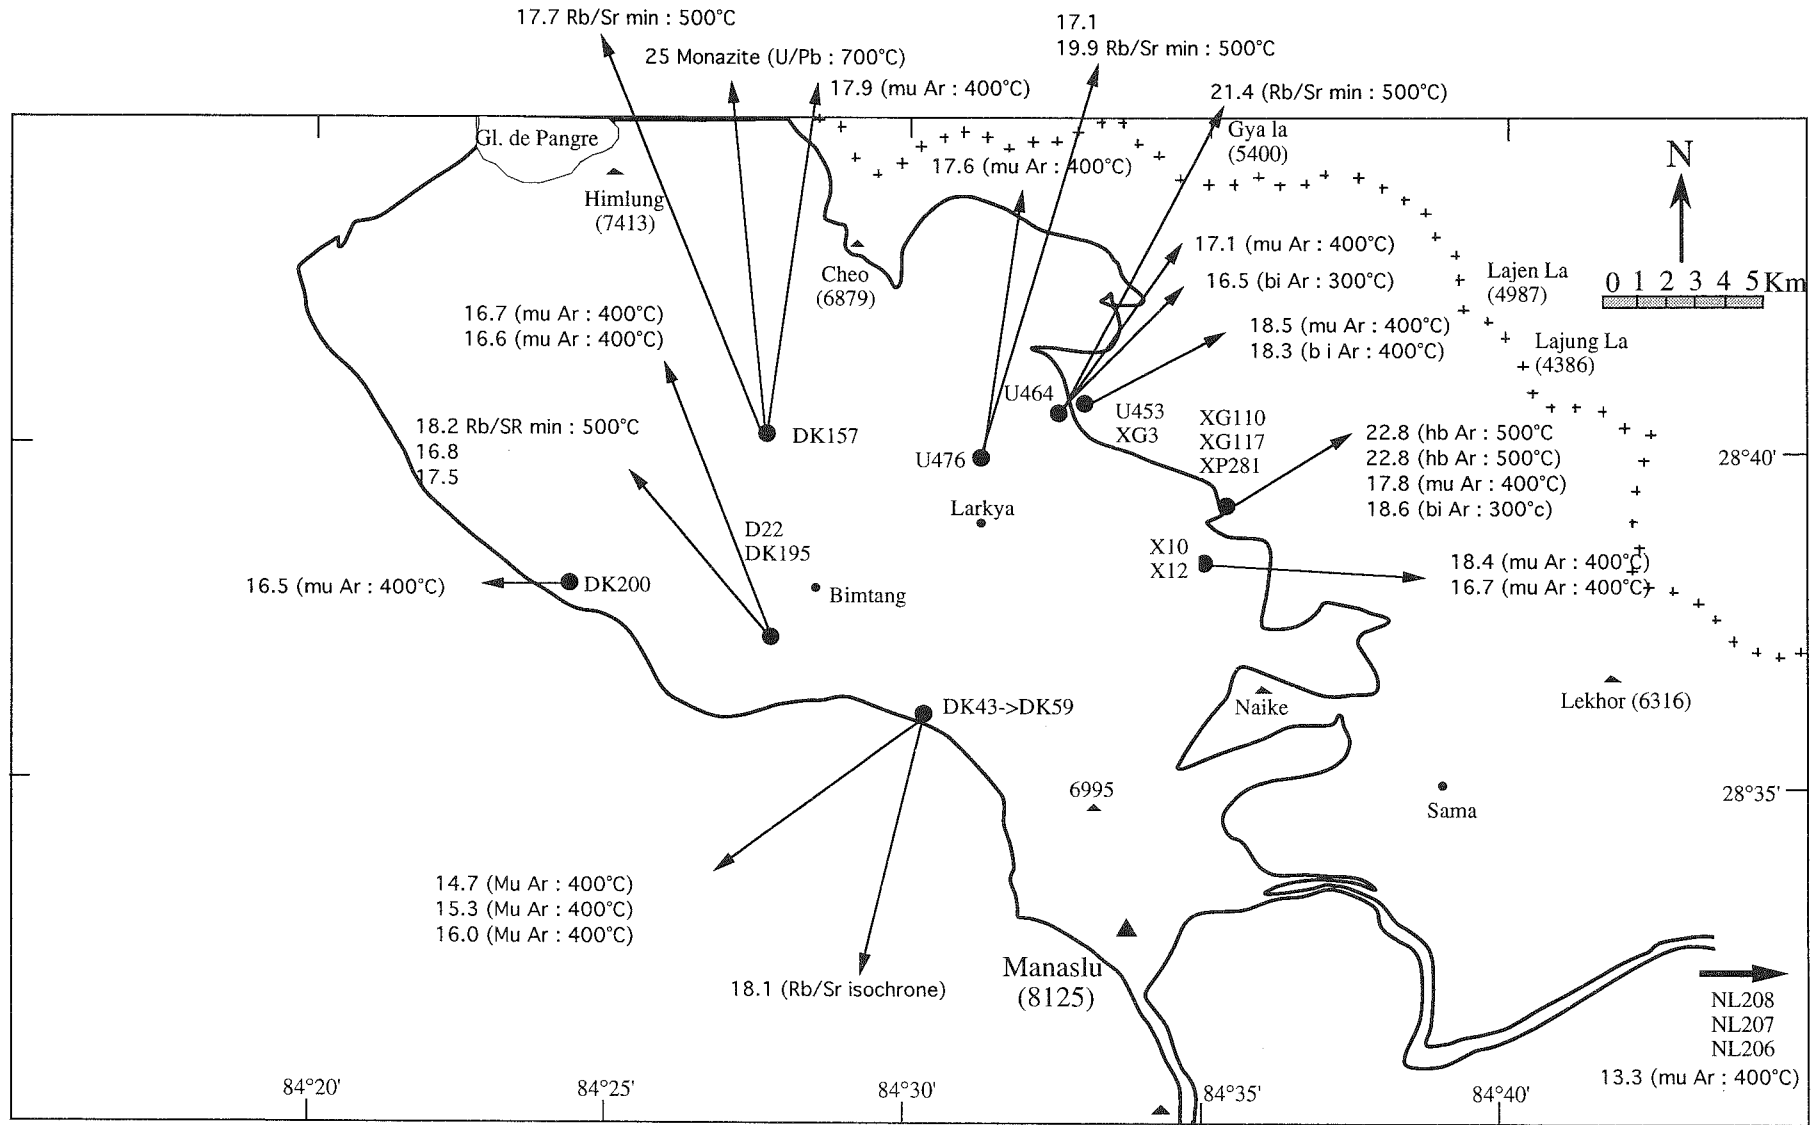 17.7 Rb/Sr min : 500°C
25 Monazite (U/Pb : 700°C)
17.9 (mu Ar : 400°C)
17.1
19.9 Rb/Sr min : 500°C
21.4 (Rb/Sr min : 500°C)
Gl. de Pangre
Himlung
(7413)
Cheo
(6879)
17.6 (mu Ar : 400°C)
Gya la
(5400)
N
0 1 2 3 4 5 Km
17.1 (mu Ar : 400°C)
16.5 (bi Ar : 300°C)
Lajen La
(4987)
Lajung La
(4386)
18.5 (mu Ar : 400°C)
18.3 (b i Ar : 400°C)
16.7 (mu Ar : 400°C)
16.6 (mu Ar : 400°C)
18.2 Rb/SR min : 500°C
16.8
17.5
DK157
U464
U453
XG3
U476
Larkya
XG110
XG117
XP281
22.8 (hb Ar : 500°C
22.8 (hb Ar : 500°C)
17.8 (mu Ar : 400°C)
18.6 (bi Ar : 300°c)
28°40'
D22
DK195
X10
X12
18.4 (mu Ar : 400°C)
16.7 (mu Ar : 400°C)
16.5 (mu Ar : 400°C)
DK200
Bimtang
DK43->DK59
Naike
Lekhor (6316)
6995
Sama
28°35'
14.7 (Mu Ar : 400°C)
15.3 (Mu Ar : 400°C)
16.0 (Mu Ar : 400°C)
18.1 (Rb/Sr isochrone)
Manaslu
(8125)
NL208
NL207
NL206
13.3 (mu Ar : 400°C)
84°20'
84°25'
84°30'
84°35'
84°40'